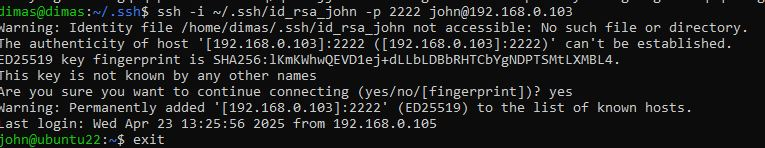 dimas@dimas:~/.ssh$ ssh -i ~/.ssh/id_rsa_john -p 2222 john@192.168.0.103
Warning: Identity file /home/dimas/.ssh/id_rsa_john not accessible: No such file or directory.
The authenticity of host '[192.168.0.103]:2222 ([192.168.0.103]:2222)' can't be established.
ED25519 key fingerprint is SHA256:lKmKWhwQEVD1ej+dLLbLDBbRHTCbYgNDPTSMtLXMBL4.
This key is not known by any other names
Are you sure you want to continue connecting (yes/no/[fingerprint])? yes
Warning: Permanently added '[192.168.0.103]:2222' (ED25519) to the list of known hosts.
Last login: Wed Apr 23 13:25:56 2025 from 192.168.0.105
john@ubuntu22:~$ exit